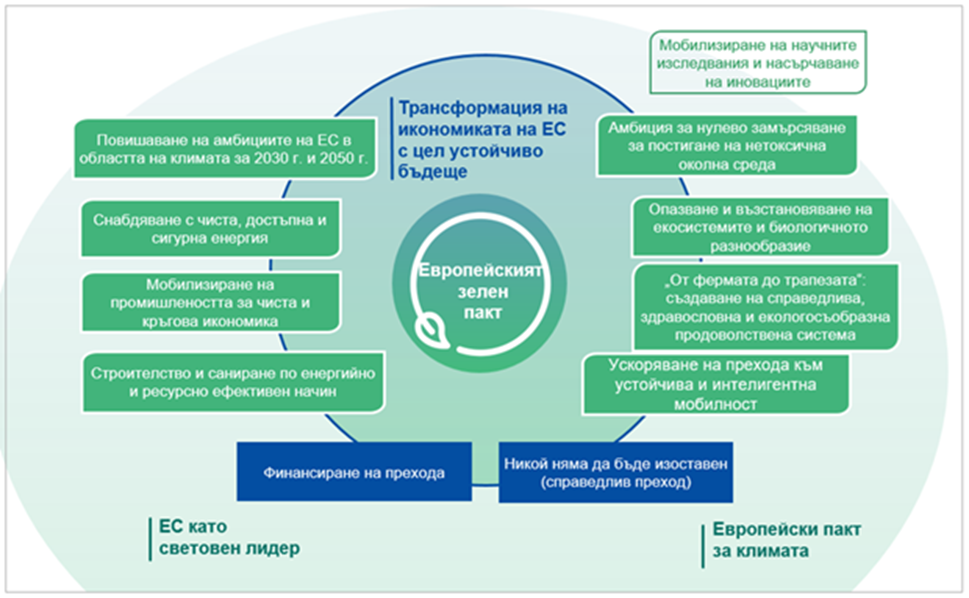 Мобилизиране на научните
изследвания и насърчаване
на иновациите
Трансформация на
икономиката на ЕС
с цел устойчиво
бъдеще
Повишаване на амбициите на ЕС в
областта на климата за 2030 г. и 2050 г.
Амбиция за нулево замърсяване
за постигане на нетоксична
околна среда
Снабдяване с чиста, достъпна и
сигурна енергия
Опазване и възстановяване на
екосистемите и биологичното
разнообразие
Европейският
зелен
пакт
Мобилизиране на
промишлеността за чиста и
кръгова икономика
„От фермата до трапезата“:
създаване на справедлива,
здравословна и екологосъобразна
продоволствена система
Строителство и саниране по енергийно
и ресурсно ефективен начин
Ускоряване на прехода към
устойчива и интелигентна
мобилност
Финансиране на прехода
Никой няма да бъде изоставен
(справедлив преход)
ЕС като
световен лидер
Европейски пакт
за климата